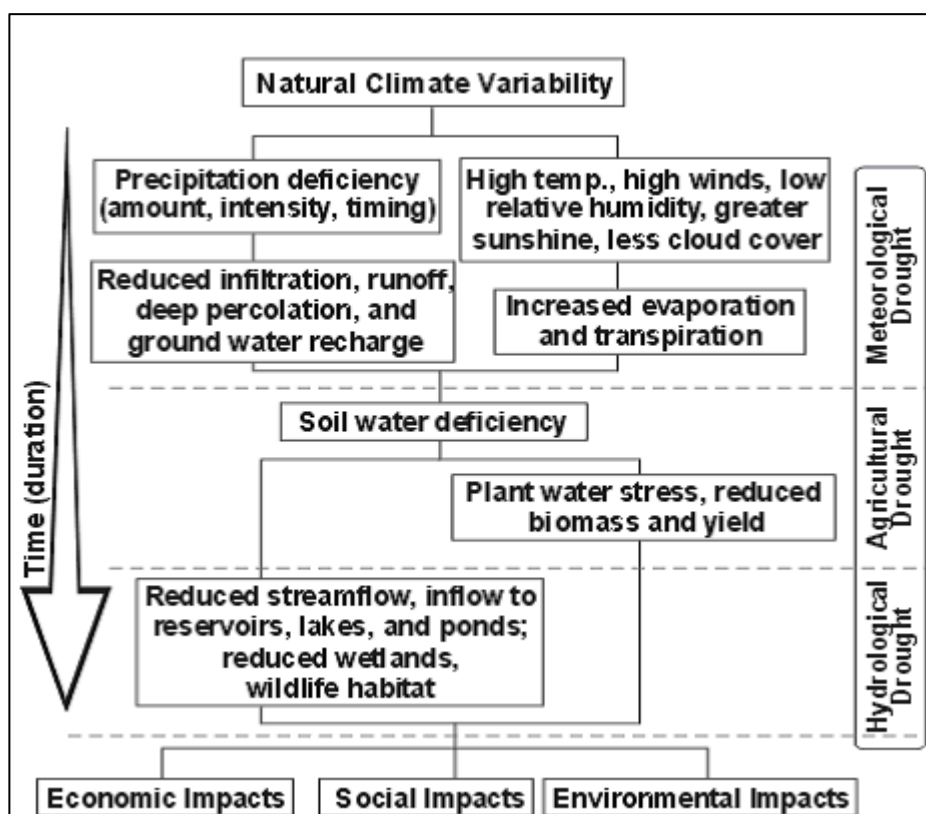 Natural Climate Variability
Precipitation deficiency
(amount, intensity, timing)
High temp., high winds, low
relative humidity, greater
sunshine, less cloud cover
Reduced infiltration, runoff,
deep percolation, and
ground water recharge
Increased evaporation
and transpiration
Meteorological
Drought
Soil water deficiency
Plant water stress, reduced
biomass and yield
Agricultural
Drought
Time (duration)
Reduced streamflow, inflow to
reservoirs, lakes, and ponds;
reduced wetlands,
wildlife habitat
Hydrological
Drought
Economic Impacts
Social Impacts
Environmental Impacts